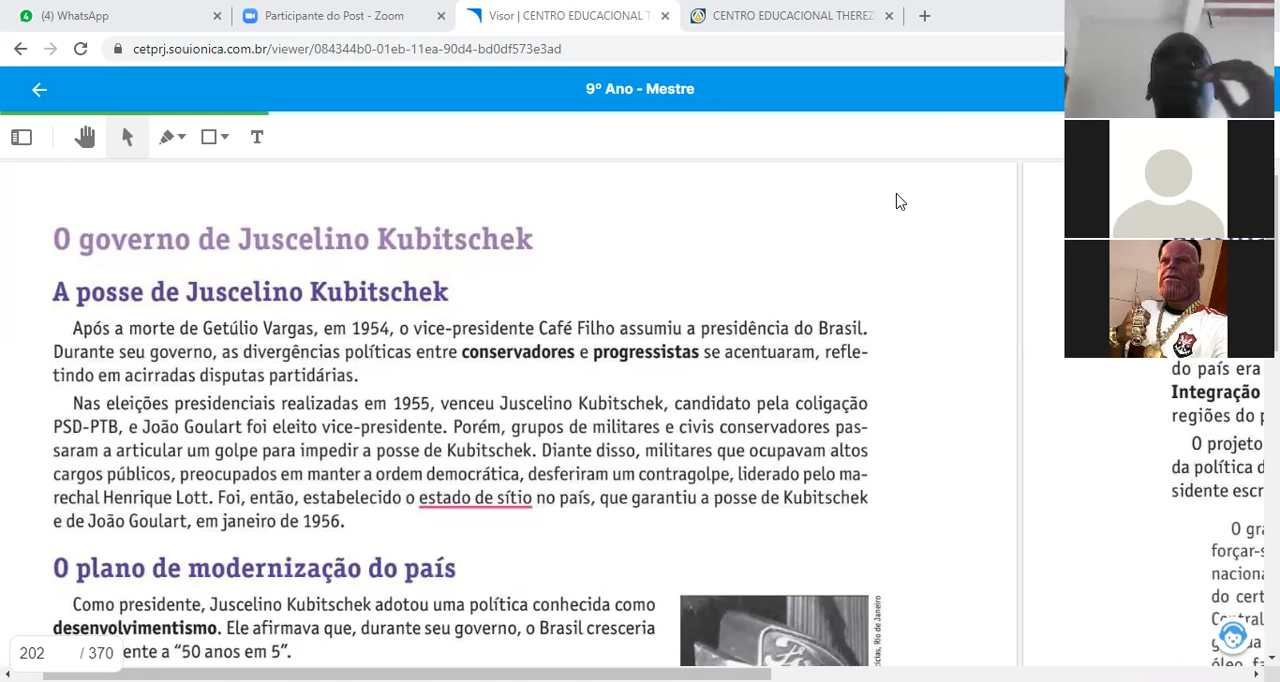 (4) WhatsApp
Participante do Post - Zoom
Visor | CENTRO EDUCACIONAL T
CENTRO EDUCACIONAL THEREZ
cetprj.souionica.com.br/viewer/084344b0-01eb-11ea-90d4-bd0df573e3ad
9º Ano - Mestre
T
O governo de Juscelino Kubitschek
A posse de Juscelino Kubitschek
Após a morte de Getúlio Vargas, em 1954, o vice-presidente Café Filho assumiu a presidência do Brasil.
Durante seu governo, as divergências políticas entre conservadores e progressistas se acentuaram, refle-
tindo em acirradas disputas partidárias.
Nas eleições presidenciais realizadas em 1955, venceu Juscelino Kubitschek, candidato pela coligação
PSD-PTB, e João Goulart foi eleito vice-presidente. Porém, grupos de militares e civis conservadores pas-
saram a articular um golpe para impedir a posse de Kubitschek. Diante disso, militares que ocupavam altos
cargos públicos, preocupados em manter a ordem democrática, desferiram um contragolpe, liderado pelo ma-
rechal Henrique Lott. Foi, então, estabelecido o estado de sítio no país, que garantiu a posse de Kubitschek
e de João Goulart, em janeiro de 1956.
O plano de modernização do país
Como presidente, Juscelino Kubitschek adotou uma política conhecida como
desenvolvimentismo. Ele afirmava que, durante seu governo, o Brasil cresceria
ente a “50 anos em 5”.
202 / 370
Rio de Janeiro
do país era
Integração
regiões do p
O projeto
da política d
sidente escr
O gra
forçar-s
naciona
do cert
Central
óleo, fa